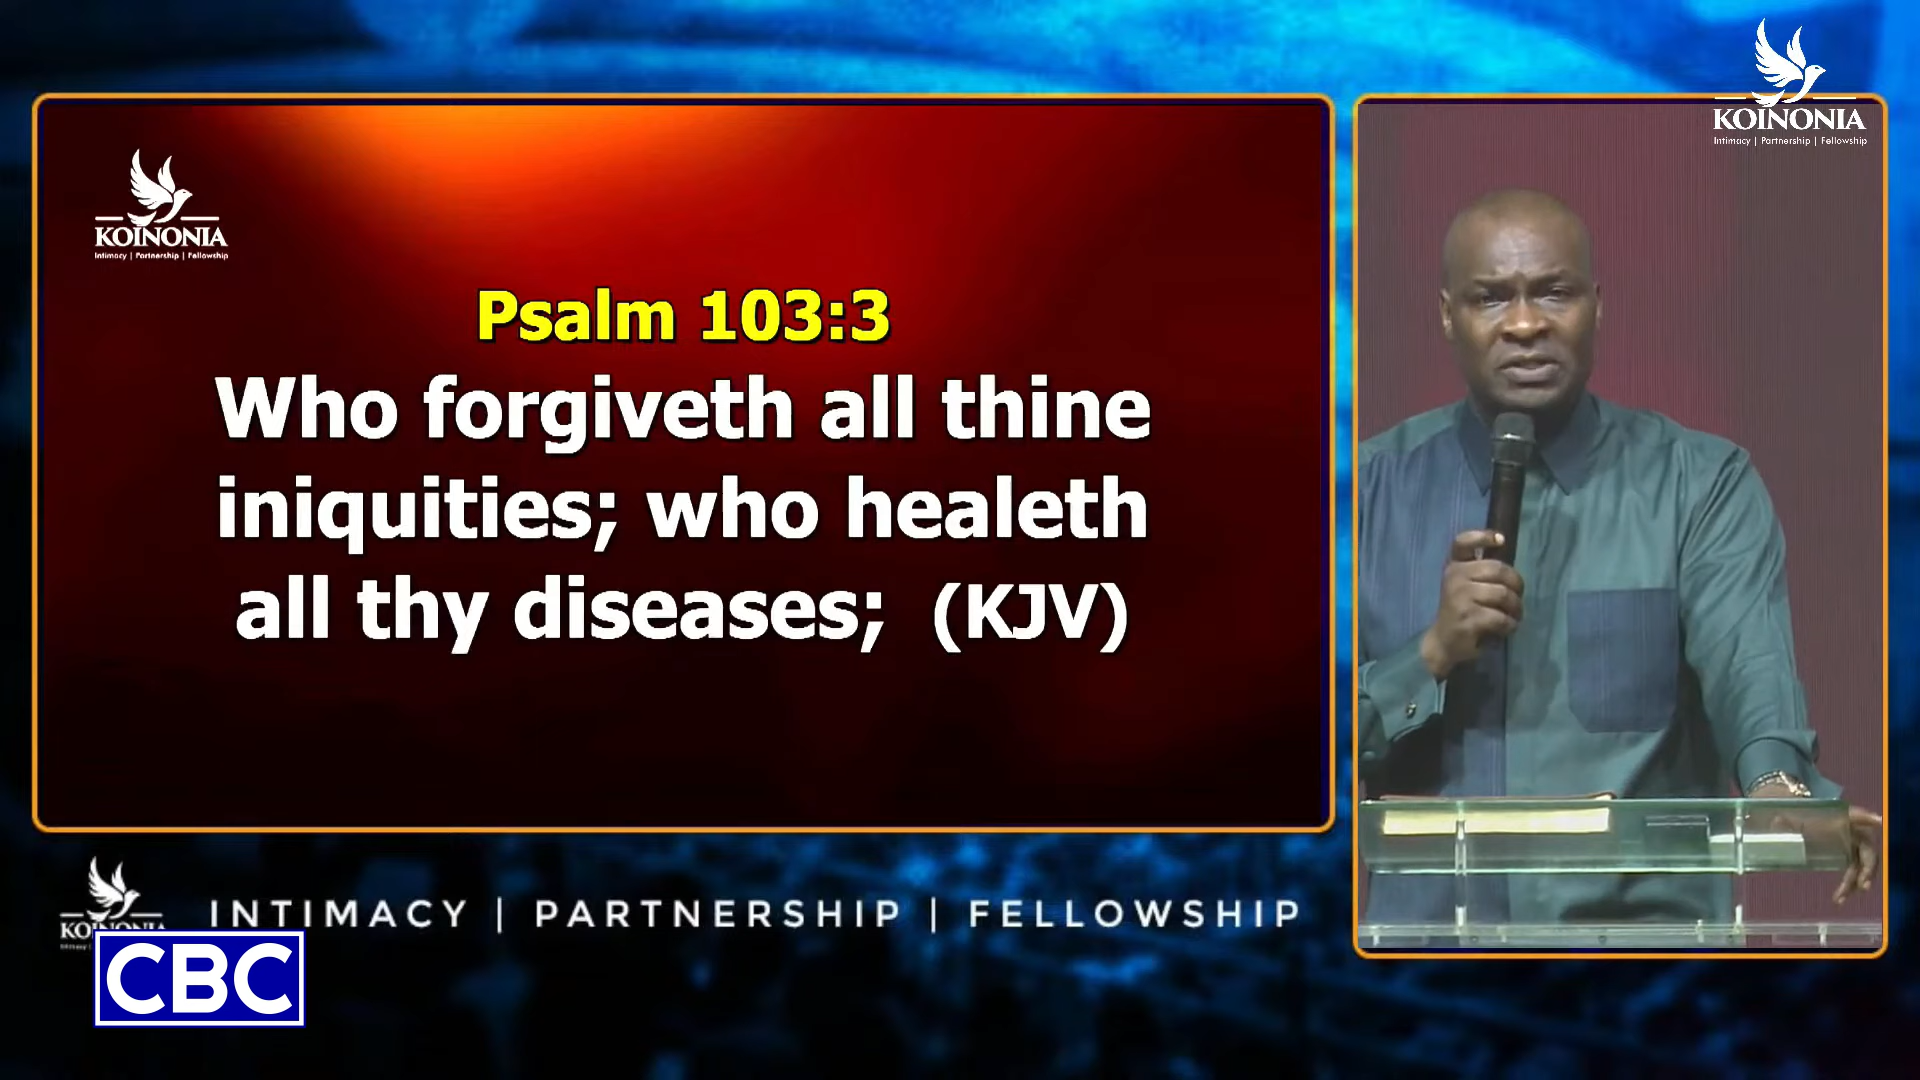 KOINONIA
Intimacy | Partnership | Fellowship
KOINONIA
Intimacy | Partnership | Fellowship
Psalm 103:3
Who forgiveth all thine
iniquities; who healeth
all thy diseases; (KJV)
INTIMACY | PARTNERSHIP | FELLOWSHIP
CBC